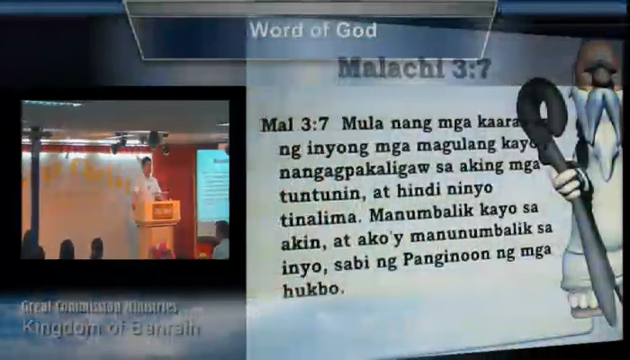 Word of God
Malachi 3:7
Mal 3:7 Mula nang mga
ng inyong mga magulang kayo
nangagpakaligaw sa aking mga
tuntunin, at hindi ninyo
tinalima. Manumbalik kayo sa
akin, at ako'y manunumbalik sa
inyo, sabi ng Panginoon ng mga
hukbo.
Great Commission Ministries
Kingdom of Bahrain